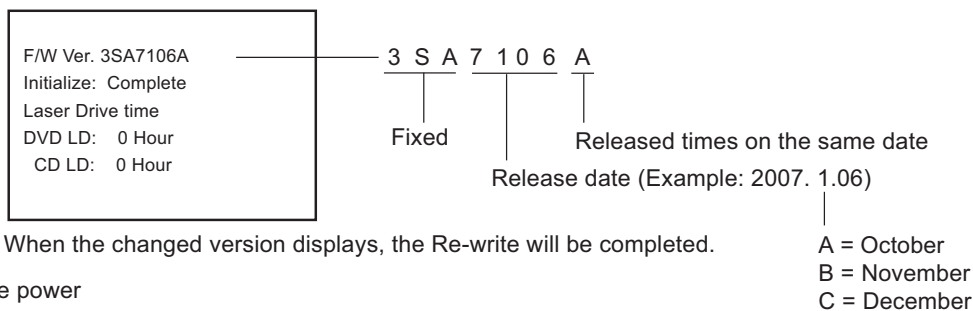 F/W Ver. 3SA7106A
Initialize: Complete
Laser Drive time
DVD LD: 0 Hour
CD LD: 0 Hour
3 S A 7 1 0 6 A
Fixed
Released times on the same date
Release date (Example: 2007. 1.06)
A = October
B = November
C = December
When the changed version displays, the Re-write will be completed.
power